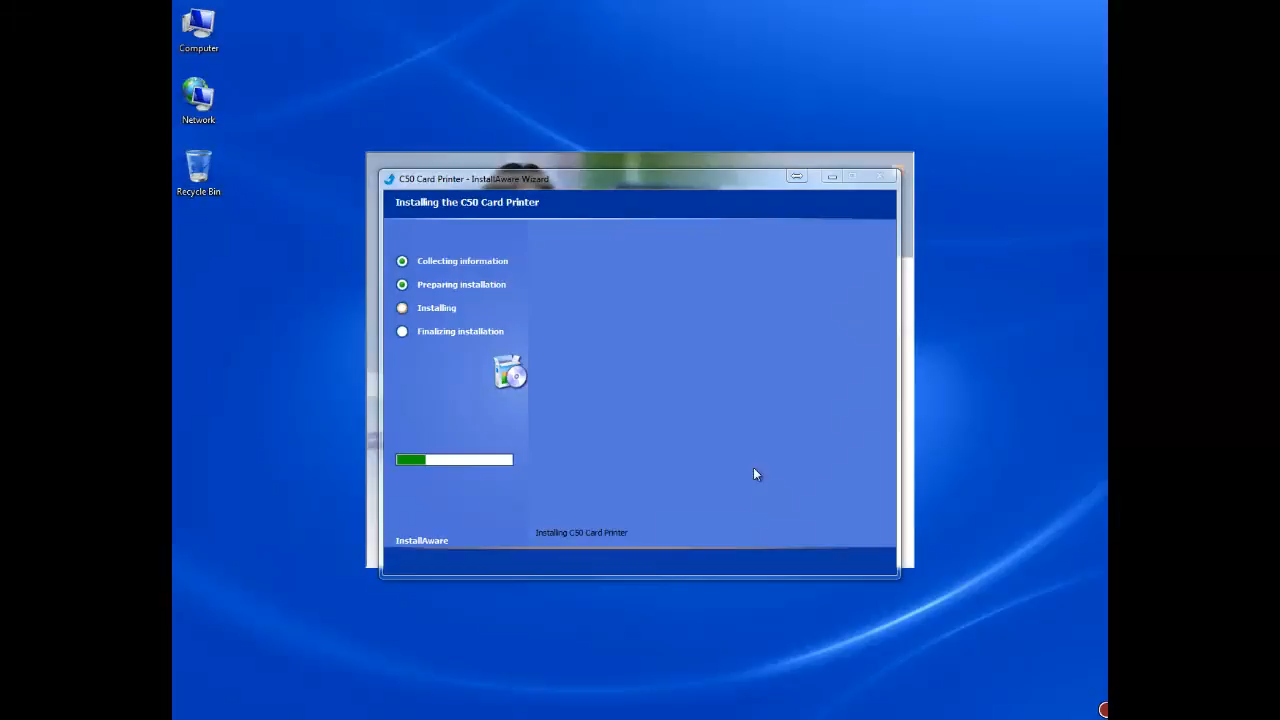 Computer
Network
Recycle Bin
C50 Card Printer - InstallAware Wizard
Installing the C50 Card Printer
Collecting information
Preparing installation
Installing
Finalizing installation
Installing C50 Card Printer
InstallAware